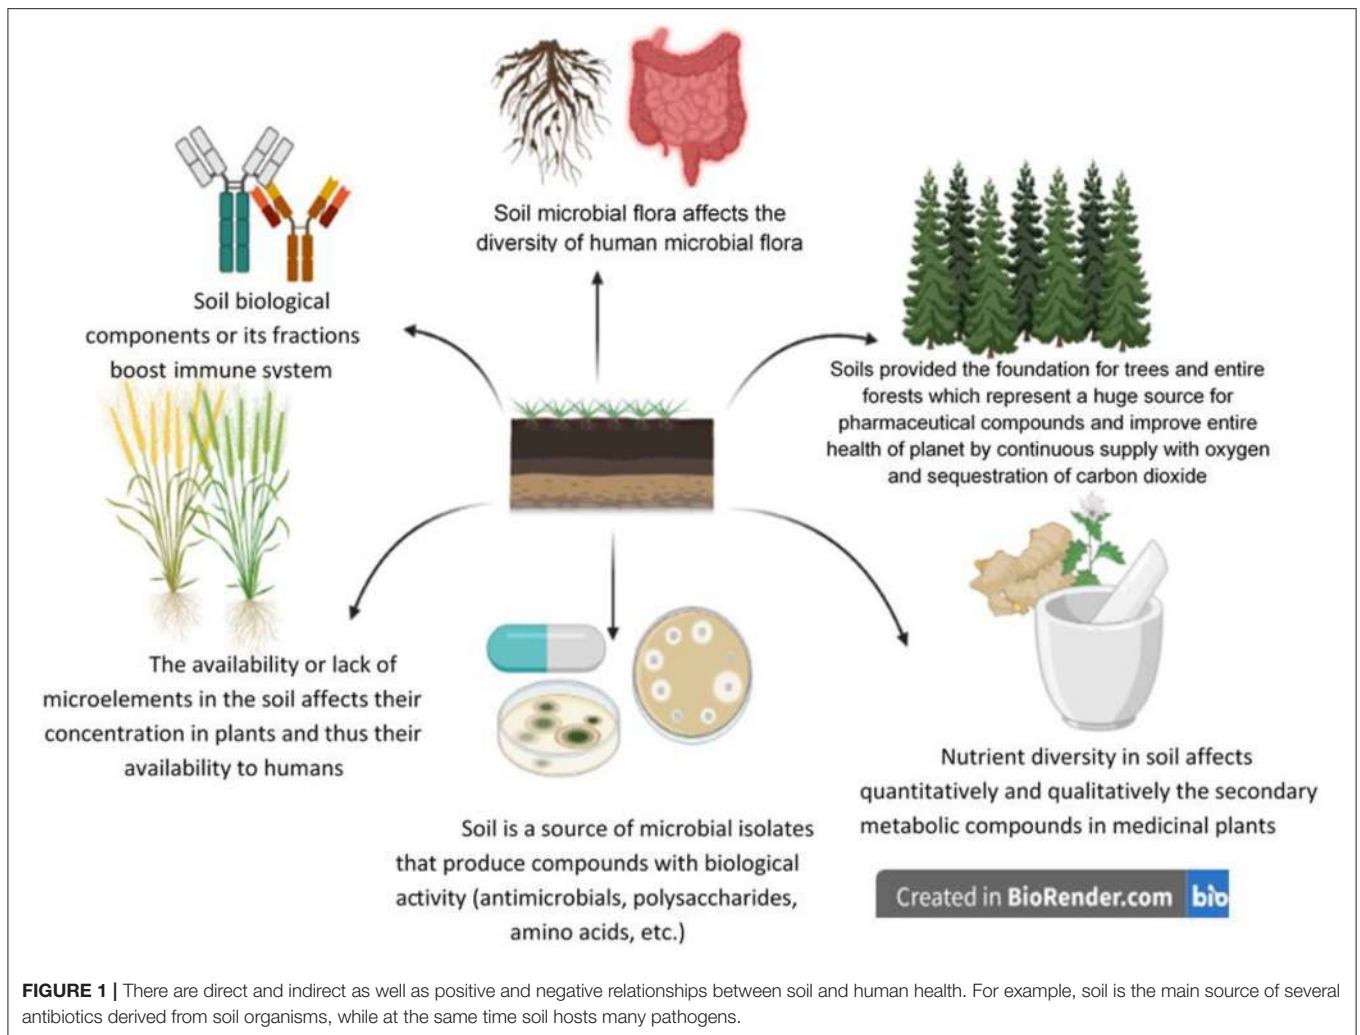 Soil microbial flora affects the
diversity of human microbial flora
Soil biological
components or its fractions
boost immune system
Soils provided the foundation for trees and entire
forests which represent a huge source for
pharmaceutical compounds and improve entire
health of planet by continuous supply with oxygen
and sequestration of carbon dioxide
The availability or lack of
microelements in the soil affects their
concentration in plants and thus their
availability to humans
Soil is a source of microbial isolates
that produce compounds with biological
activity (antimicrobials, polysaccharides,
amino acids, etc.)
Nutrient diversity in soil affects
quantitatively and qualitatively the secondary
metabolic compounds in medicinal plants
Created in BioRender.com bio
FIGURE 1 | There are direct and indirect as well as positive and negative relationships between soil and human health. For example, soil is the main source of several
antibiotics derived from soil organisms, while at the same time soil hosts many pathogens.